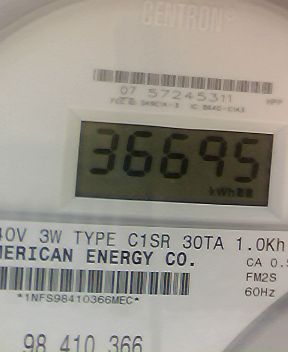 CENTRON®
07 57245311
HPP
36695
kWh
40V 3W TYPE C1SR 30TA 1.0Kh
MERICAN ENERGY CO.
CA 0.5
FM2S
60Hz
*1NFS98410366MEC*
98 410 366